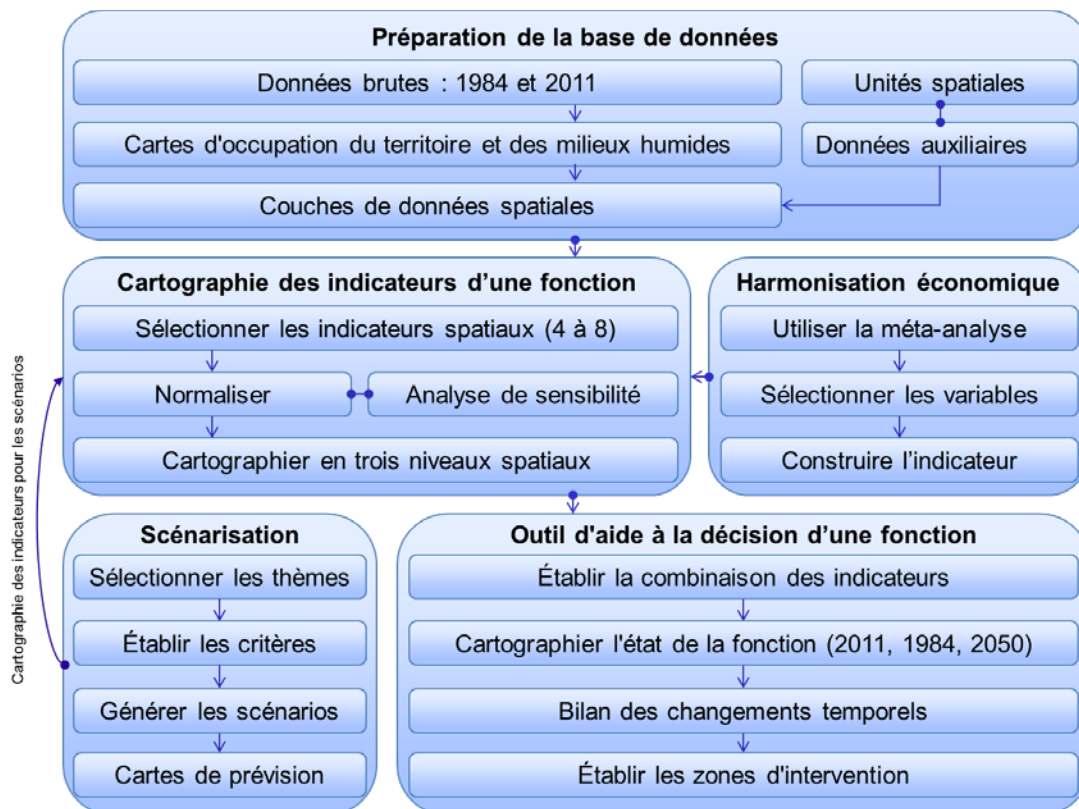 Préparation de la base de données
Données brutes : 1984 et 2011
Unités spatiales
Cartes d'occupation du territoire et des milieux humides
Données auxiliaires
Couches de données spatiales
Cartographie des indicateurs d’une fonction
Sélectionner les indicateurs spatiaux (4 à 8)
Normaliser
Analyse de sensibilité
Cartographier en trois niveaux spatiaux
Harmonisation économique
Utiliser la méta-analyse
Sélectionner les variables
Construire l’indicateur
Cartographie des indicateurs pour les scénarios
Scénarisation
Sélectionner les thèmes
Établir les critères
Générer les scénarios
Cartes de prévision
Outil d'aide à la décision d’une fonction
Établir la combinaison des indicateurs
Cartographier l'état de la fonction (2011, 1984, 2050)
Bilan des changements temporels
Établir les zones d'intervention